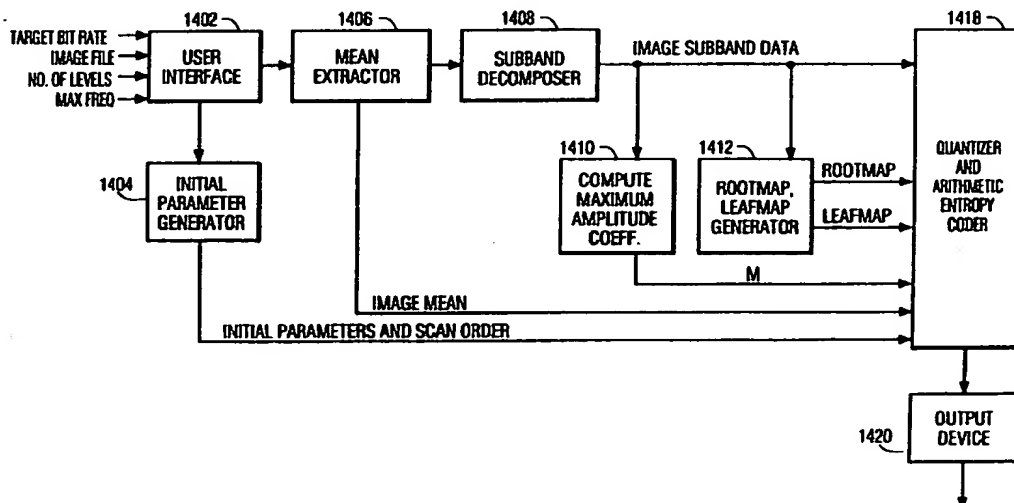 1402
1406
1408
1418
TARGET BIT RATE
IMAGE FILE
NO. OF LEVELS
MAX FREQ
USER
INTERFACE
MEAN
EXTRACTOR
SUBBAND
DECOMPOSER
IMAGE SUBBAND DATA
1404
INITIAL
PARAMETER
GENERATOR
1410
COMPUTE
MAXIMUM
AMPLITUDE
COEFF.
1412
ROOTMAP,
LEAFMAP
GENERATOR
ROOTMAP
LEAFMAP
QUANTIZER
AND
ARITHMETIC
ENTROPY
CODER
M
IMAGE MEAN
INITIAL PARAMETERS AND SCAN ORDER
1420
OUTPUT
DEVICE